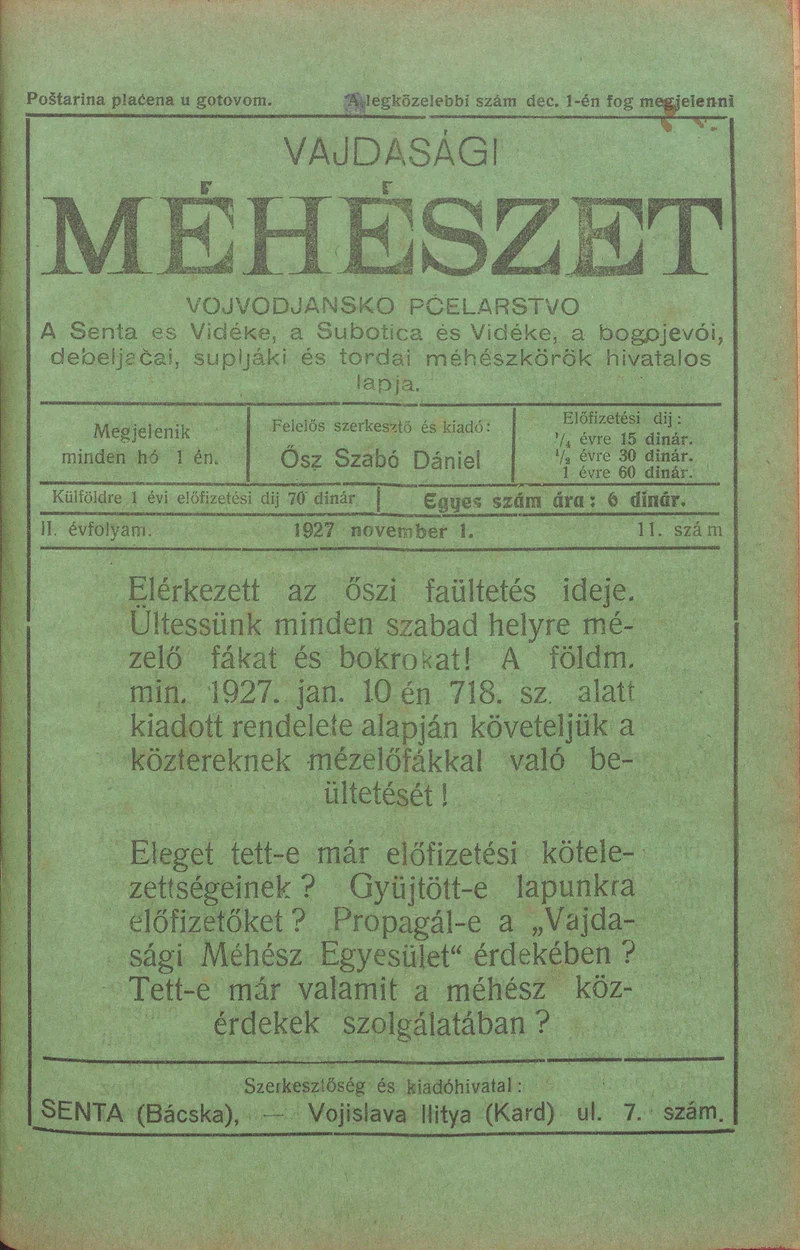 Poštarina plaćena u gotovom. A legközelebbi szám dec. 1-én fog megjelenni
VAJDASÁGI
MÉHÉSZET
VOJVODJANSKO PČELARSTVO
A Senta es Vidéke, a Subotica és Vidéke, a bogojevói,
debeljačai, supljáki és tordai méhészkörök hivatalos
lapja.
Megjelenik
minden hó 1 én.
Felelős szerkesztő és kiadó:
Ősz Szabó Dániel
Előfizetési dij:
1/4 évre 15 dinár.
1/2 évre 30 dinár.
1 évre 60 dinár.
Külföldre 1 évi előfizetési dij 70 dinár | Egyes szám ára: 6 dinár.
II. évfolyam. 1927 november 1. 11. szám
Elérkezett az őszi faültetés ideje.
Ültessünk minden szabad helyre mé-
zelő fákat és bokrokat! A földm.
min. 1927. jan. 10 én 718. sz. alatt
kiadott rendelete alapján követeljük a
köztereknek mézelőfákkal való be-
ültetését!
Eleget tett-e már előfizetési kötele-
zettségeinek? Gyüjtött-e lapunkra
előfizetőket? Propagál-e a „Vajda-
sági Méhész Egyesület“ érdekében?
Tett-e már valamit a méhész köz-
érdekek szolgálatában?
Szerkesztőség és kiadóhivatal:
SENTA (Bácska), — Vojislava Ilitya (Kard) ul. 7. szám.